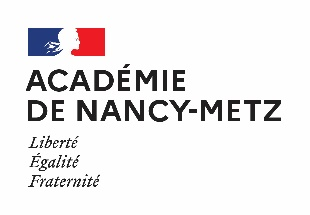 ACADÉMIE
DE NANCY-METZ
Liberté
Égalité
Fraternité